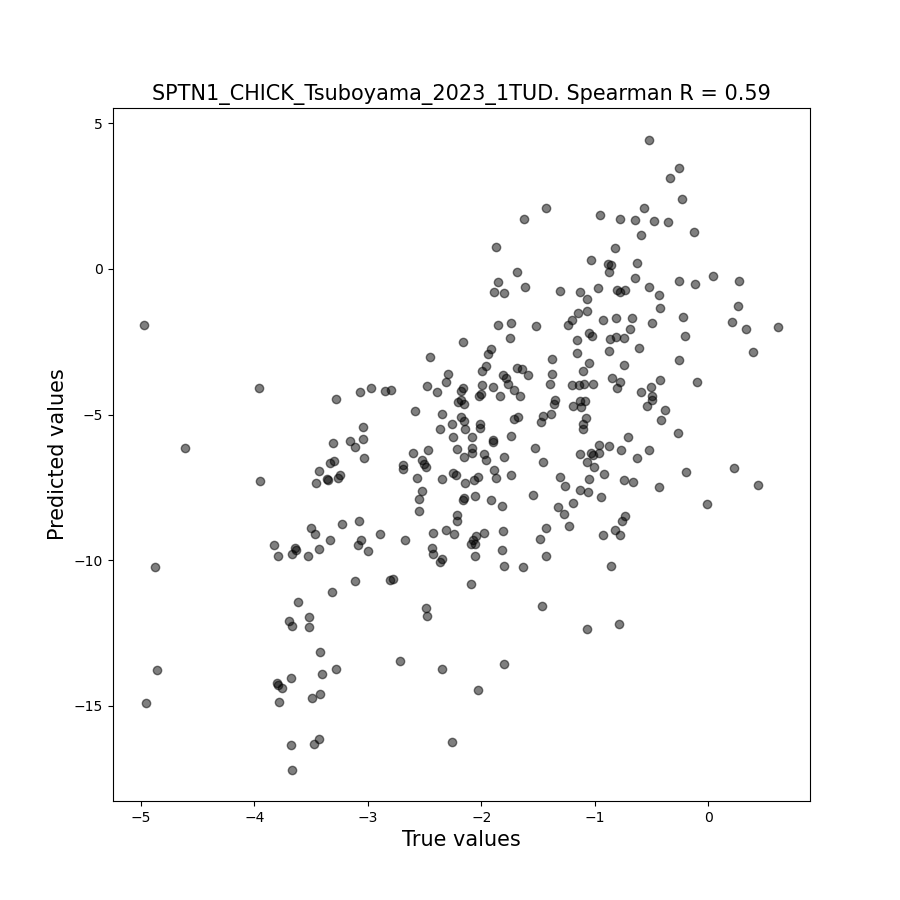 SPTN1_CHICK_Tsuboyama_2023_1TUD. Spearman R = 0.59
Predicted values
5
0
−5
−10
−15
−5 −4 −3 −2 −1 0
True values